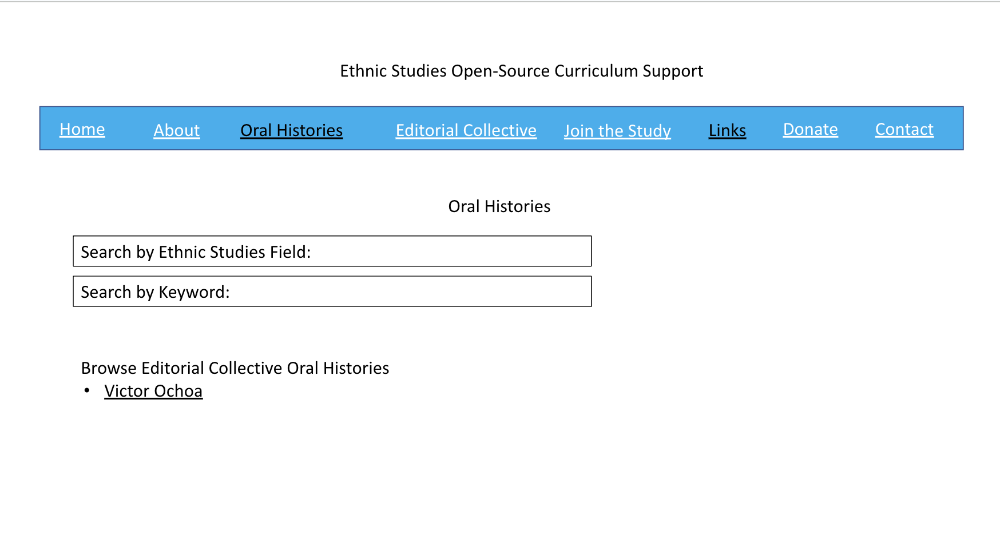 Ethnic Studies Open-Source Curriculum Support
Home About Oral Histories Editorial Collective Join the Study Links Donate Contact
Oral Histories
Search by Ethnic Studies Field:
Search by Keyword:
Browse Editorial Collective Oral Histories
• Victor Ochoa